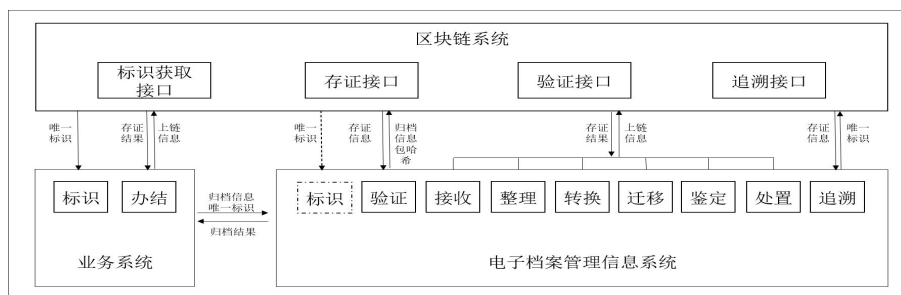 区块链系统
标识获取
接口
存证接口
验证接口
追溯接口
唯一
标识
存证
结果
上链
信息
唯一
标识
存证
信息
归档
信息
包哈
希
存证
结果
上链
信息
存证
信息
唯一
标识
标识
办结
归档信息
唯一标识
归档结果
标识
验证
接收
整理
转换
迁移
鉴定
处置
追溯
业务系统
电子档案管理信息系统